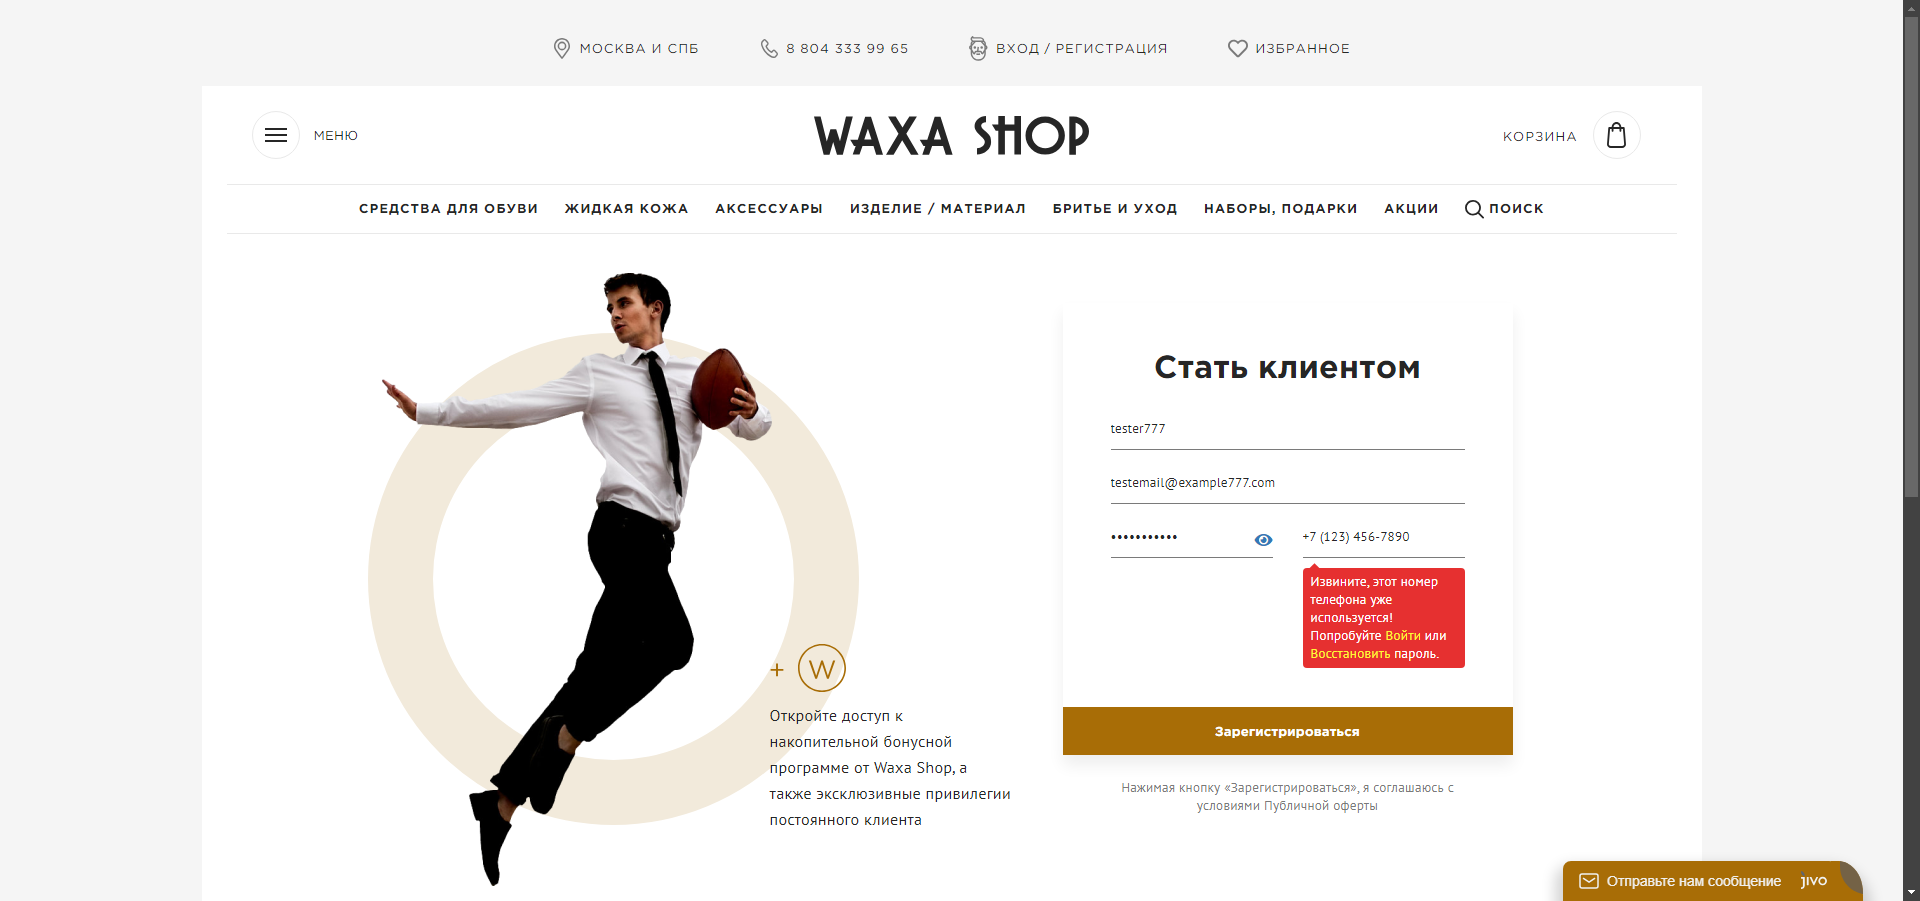 МОСКВА И СПБ
8 804 333 99 65
ВХОД / РЕГИСТРАЦИЯ
ИЗБРАННОЕ
МЕНЮ
WAXA SHOP
КОРЗИНА
СРЕДСТВА ДЛЯ ОБУВИ
ЖИДКАЯ КОЖА
АКСЕССУАРЫ
ИЗДЕЛИЕ / МАТЕРИАЛ
БРИТЬЕ И УХОД
НАБОРЫ, ПОДАРКИ
АКЦИИ
ПОИСК
+ W
Откройте доступ к
накопительной бонусной
программе от Waxa Shop, а
также эксклюзивные привилегии
постоянного клиента
Стать клиентом
tester777
testemail@example777.com
•••••••••••
+7 (123) 456-7890
Извините, этот номер
телефона уже
используется!
Попробуйте Войти или
Восстановить пароль.
Зарегистрироваться
Нажимая кнопку «Зарегистрироваться», я соглашаюсь с
условиями Публичной оферты
Отправьте нам сообщение
jivo